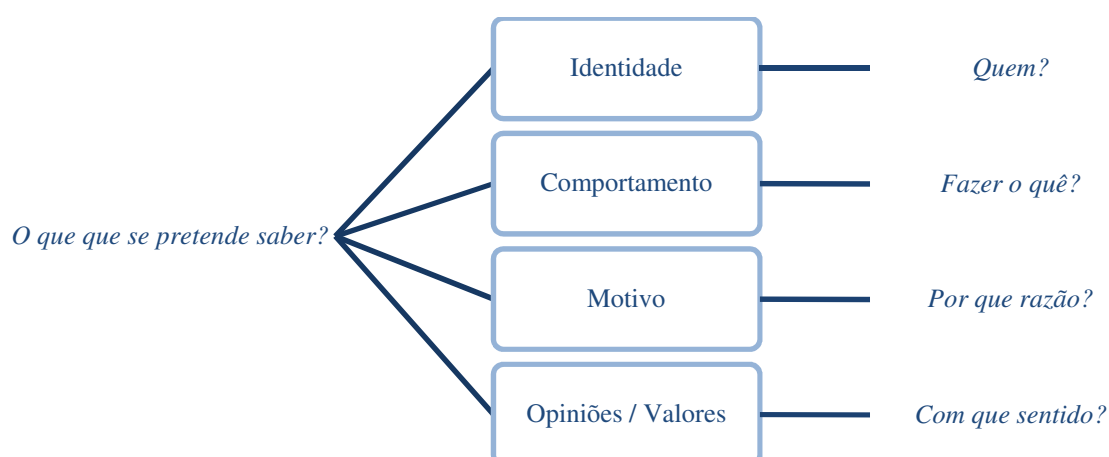 Identidade
Quem?
Comportamento
Fazer o quê?
O que que se pretende saber?
Motivo
Por que razão?
Opiniões / Valores
Com que sentido?